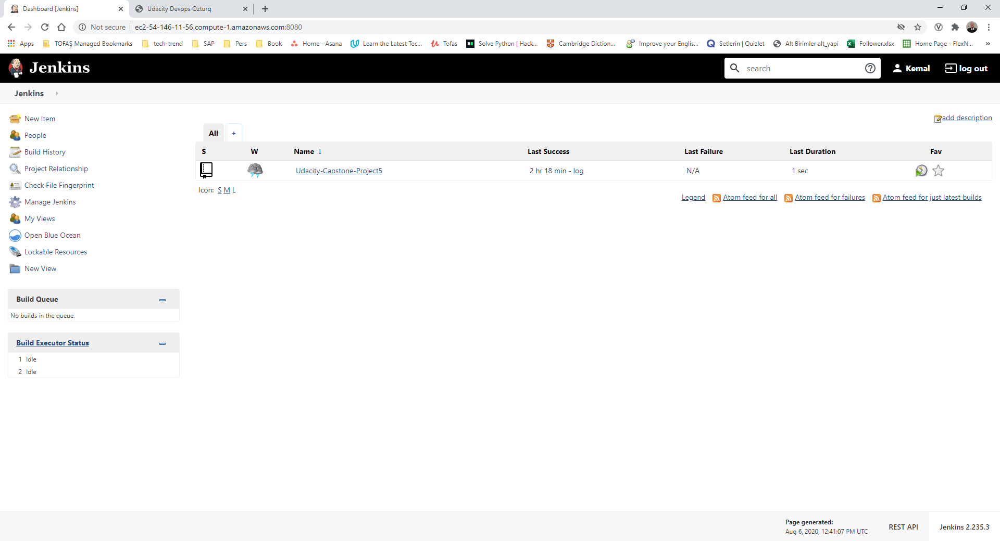 Dashboard [Jenkins]
Udacity Devops Ozturq
Not secure
ec2-54-146-11-56.compute-1.amazonaws.com:8080
Apps
TOFAŞ Managed Bookmarks
tech-trend
SAP
Pers
Book
Home - Asana
Learn the Latest Tec...
Tofas
Solve Python | Hack...
Cambridge Diction...
Improve your Englis...
Setlerin | Quizlet
Alt Birimler alt_yapi
Follower.xlsx
Home Page - FlexN...
»
Jenkins
search
Kemal
log out
Jenkins
New Item
People
Build History
Project Relationship
Check File Fingerprint
Manage Jenkins
My Views
Open Blue Ocean
Lockable Resources
New View
Build Queue
No builds in the queue.
Build Executor Status
1 Idle
2 Idle
add description
All +
S W Name ↓ Last Success Last Failure Last Duration Fav
Udacity-Capstone-Project5 2 hr 18 min - log N/A 1 sec
Icon: S M L
Legend Atom feed for all Atom feed for failures Atom feed for just latest builds
Page generated:
Aug 6, 2020, 12:41:07 PM UTC
REST API
Jenkins 2.235.3